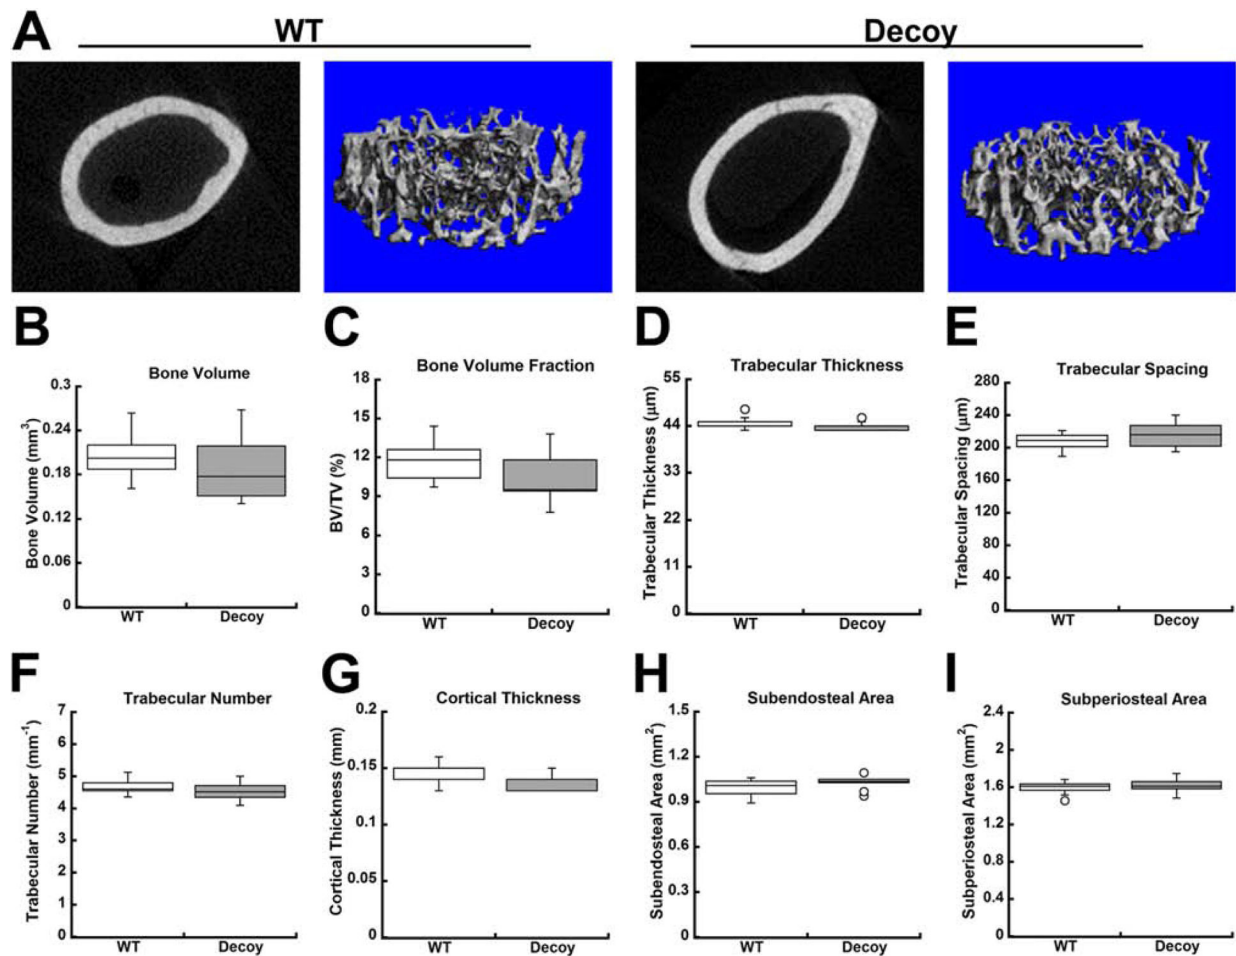 A
WT
Decoy
B
C
D
E
Bone Volume
Bone Volume (mm³)
0.3
0.24
0.18
0.12
0.06
0
WT
Decoy
Bone Volume Fraction
BV/TV (%)
18
15
12
9
6
3
0
WT
Decoy
Trabecular Thickness
Trabecular Thickness (μm)
55
44
33
22
11
0
WT
Decoy
Trabecular Spacing
Trabecular Spacing (μm)
280
240
200
160
120
80
40
0
WT
Decoy
F
G
H
I
Trabecular Number
Trabecular Number (mm⁻¹)
7
6
5
4
3
2
1
0
WT
Decoy
Cortical Thickness
Cortical Thickness (mm)
0.2
0.15
0.1
0.05
0
WT
Decoy
Subendosteal Area
Subendosteal Area (mm²)
1.5
1.2
0.9
0.6
0.3
0
WT
Decoy
Subperiosteal Area
Subperiosteal Area (mm²)
2.4
2
1.6
1.2
0.8
0.4
0
WT
Decoy